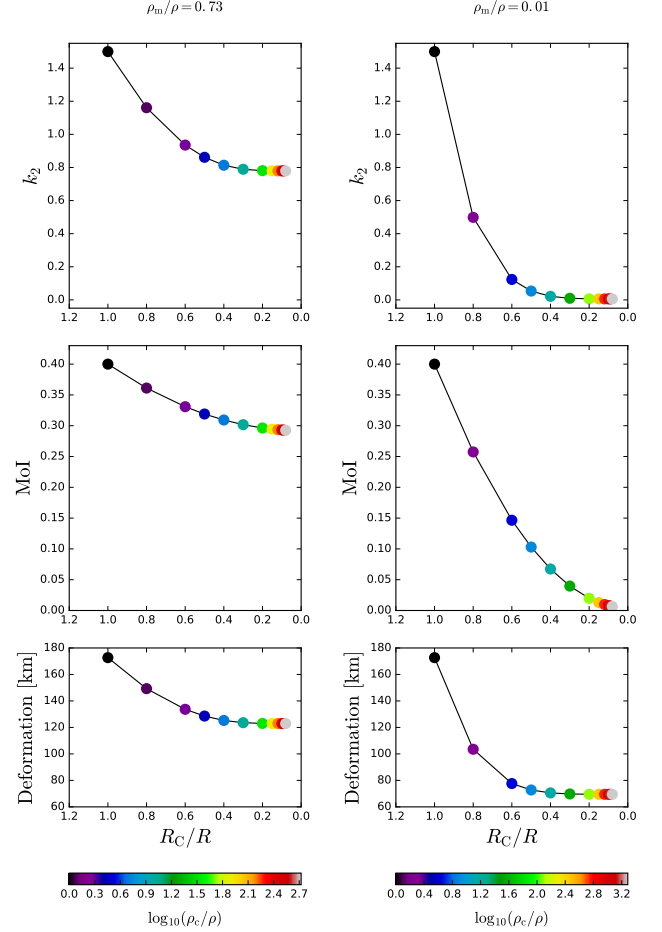 ρm/ρ = 0.73
ρm/ρ = 0.01
1.4
1.2
1.0
0.8
0.6
0.4
0.2
0.0
k2
1.2 1.0 0.8 0.6 0.4 0.2 0.0
1.4
1.2
1.0
0.8
0.6
0.4
0.2
0.0
k2
1.2 1.0 0.8 0.6 0.4 0.2 0.0
0.40
0.35
0.30
0.25
0.20
0.15
0.10
0.05
0.00
MoI
1.2 1.0 0.8 0.6 0.4 0.2 0.0
0.40
0.35
0.30
0.25
0.20
0.15
0.10
0.05
0.00
MoI
1.2 1.0 0.8 0.6 0.4 0.2 0.0
180
160
140
120
100
80
60
Deformation [km]
1.2 1.0 0.8 0.6 0.4 0.2 0.0
RC/R
180
160
140
120
100
80
60
Deformation [km]
1.2 1.0 0.8 0.6 0.4 0.2 0.0
RC/R
0.0 0.3 0.6 0.9 1.2 1.5 1.8 2.1 2.4 2.7
log10(ρc/ρ)
0.0 0.4 0.8 1.2 1.6 2.0 2.4 2.8 3.2
log10(ρc/ρ)